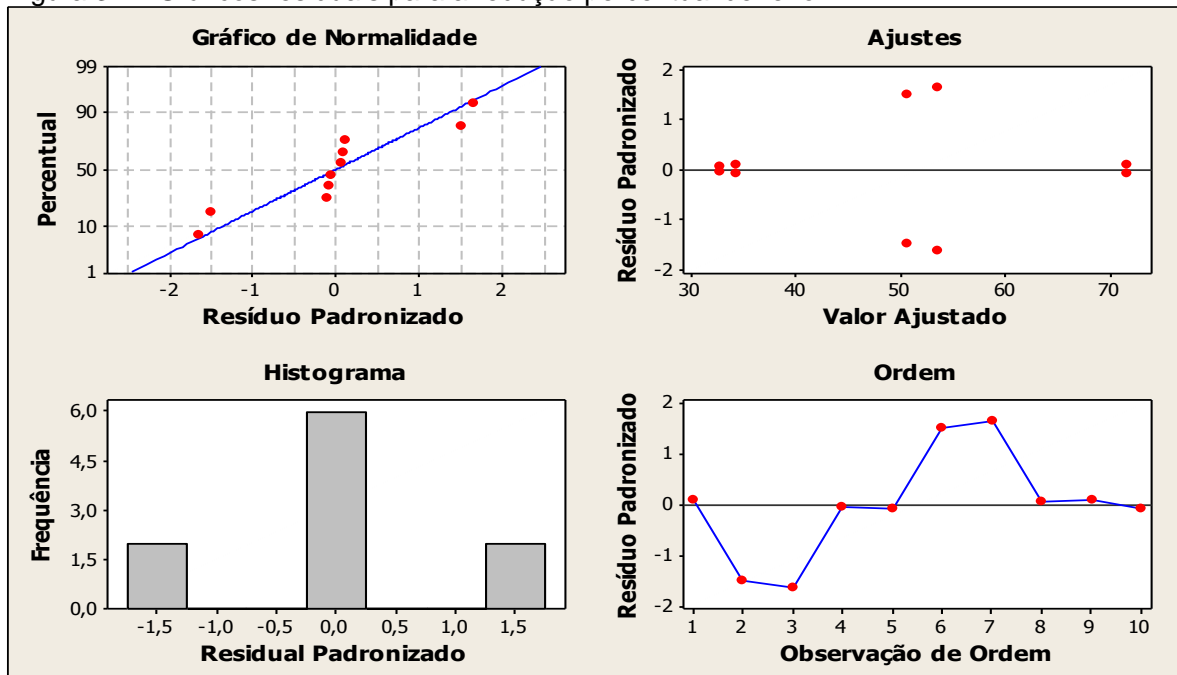 Gráfico de Normalidade
99
90
50
10
1
Percentual
-2 -1 0 1 2
Resíduo Padronizado
Ajustes
2
1
0
-1
-2
Resíduo Padronizado
30 40 50 60 70
Valor Ajustado
Histograma
6,0
4,5
3,0
1,5
0,0
Frequência
-1,5 -1,0 -0,5 0,0 0,5 1,0 1,5
Residual Padronizado
Ordem
2
1
0
-1
-2
Resíduo Padronizado
1 2 3 4 5 6 7 8 9 10
Observação de Ordem